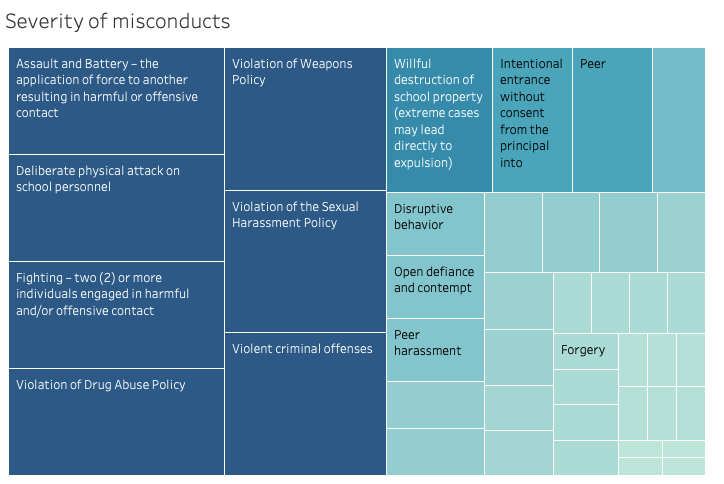 Severity of misconducts
Assault and Battery – the
application of force to another
resulting in harmful or offensive
contact
Deliberate physical attack on
school personnel
Fighting – two (2) or more
individuals engaged in harmful
and/or offensive contact
Violation of Drug Abuse Policy
Violation of Weapons
Policy
Violation of the Sexual
Harassment Policy
Violent criminal offenses
Willful
destruction of
school property
(extreme cases
may lead
directly to
expulsion)
Intentional
entrance
without
consent
from the
principal
into
Peer
Disruptive
behavior
Open defiance
and contempt
Peer
harassment
Forgery